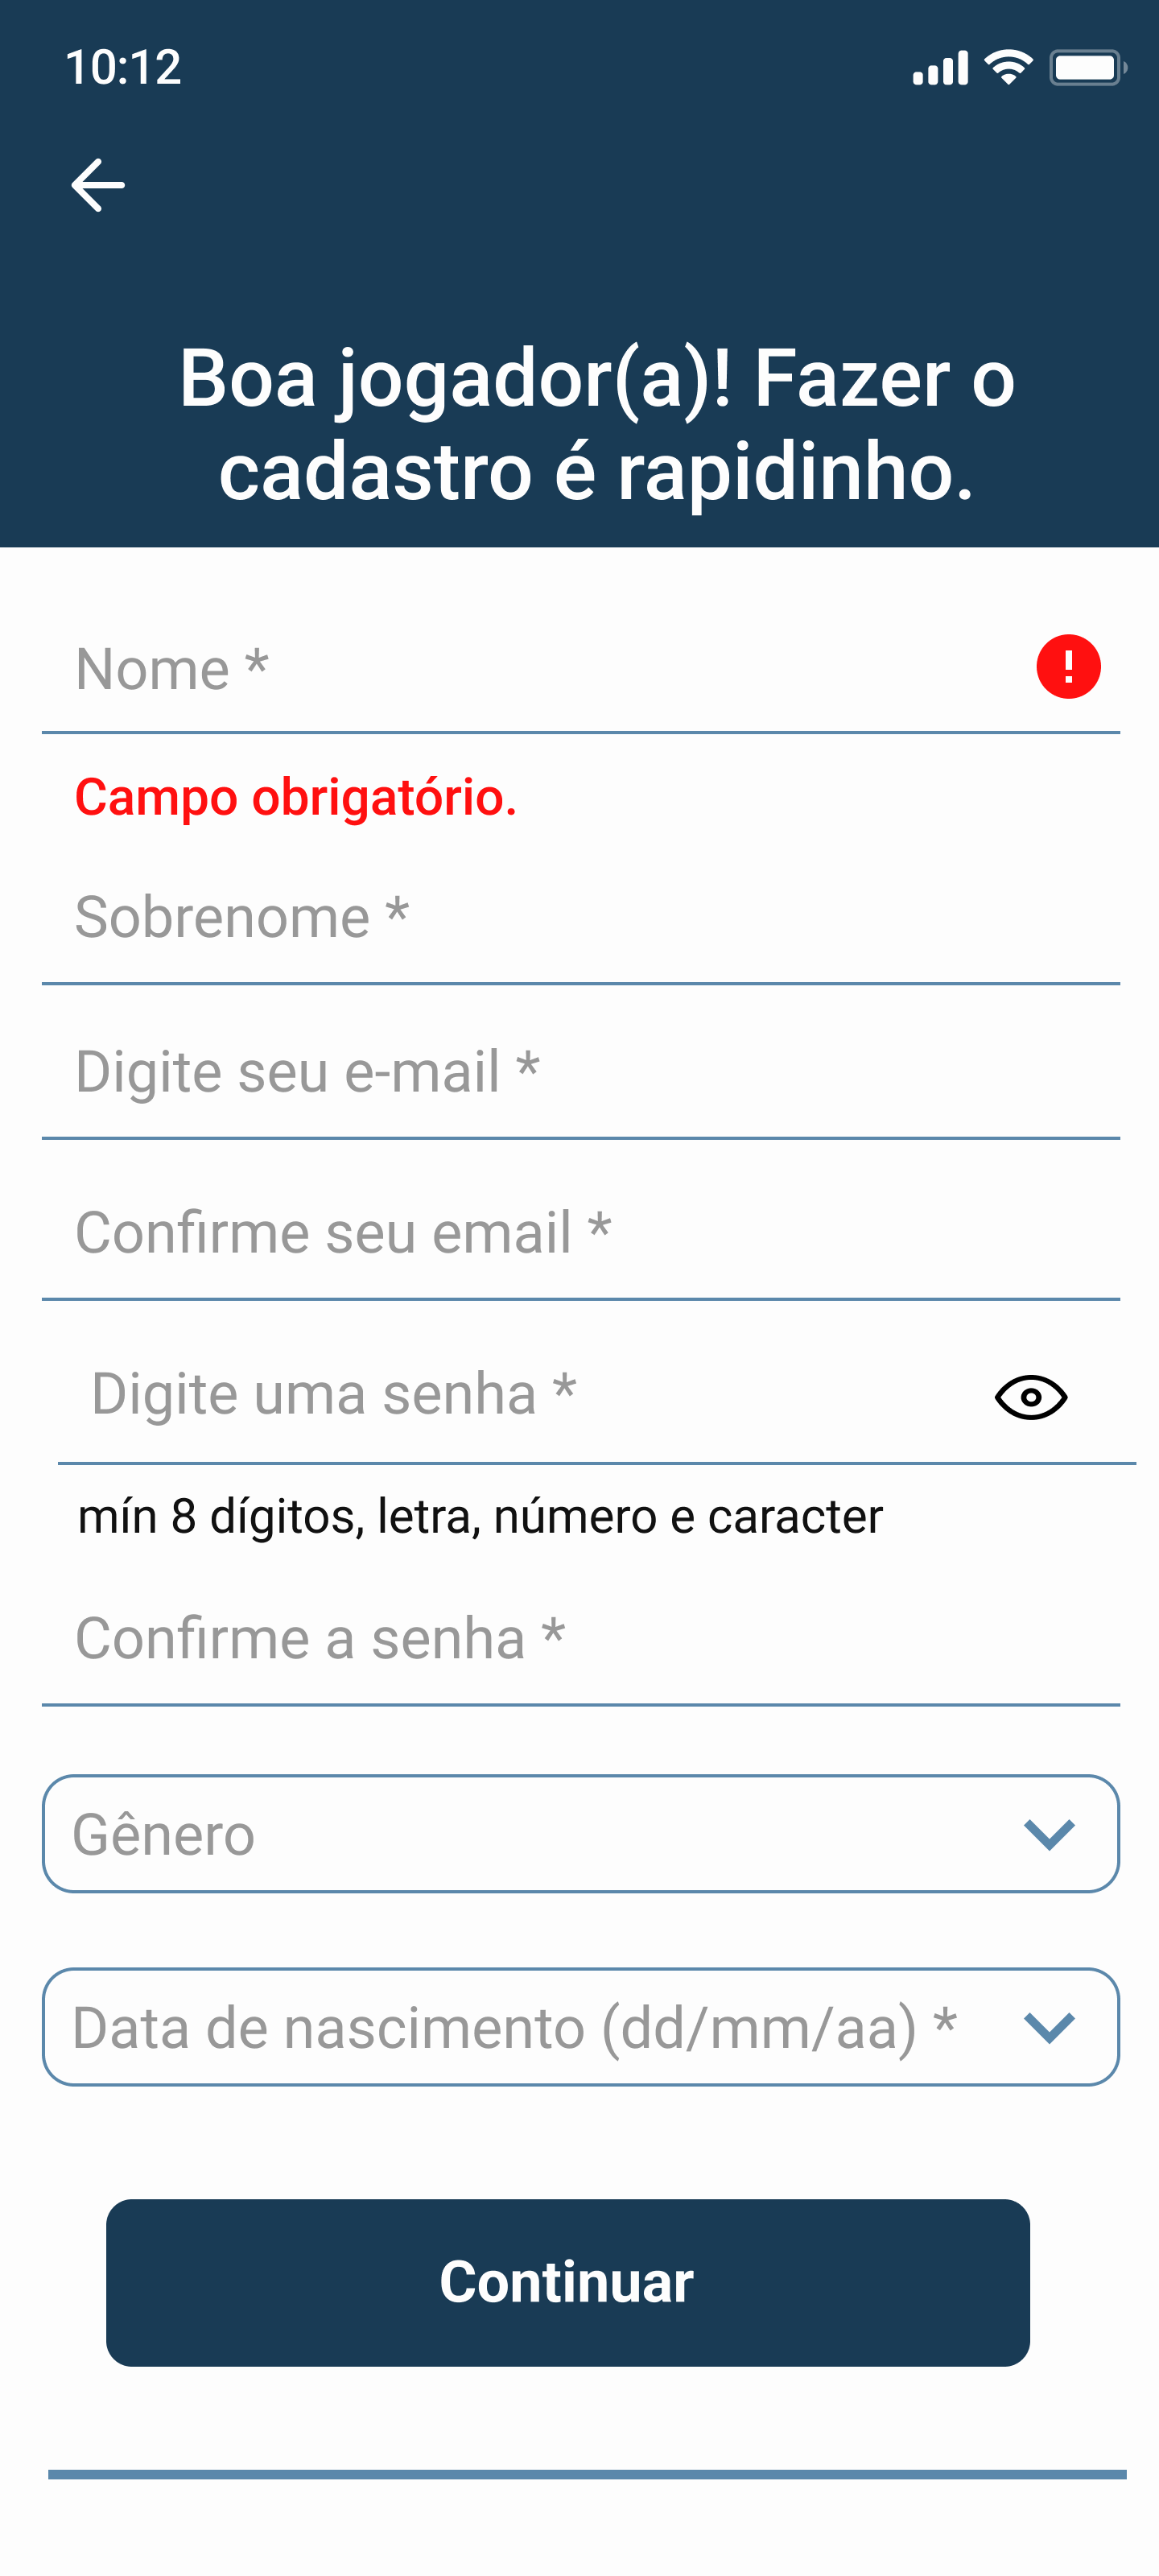 10:12
Boa jogador(a)! Fazer o
cadastro é rapidinho.
Nome *
Campo obrigatório.
Sobrenome *
Digite seu e-mail *
Confirme seu email *
Digite uma senha *
mín 8 dígitos, letra, número e caracter
Confirme a senha *
Gênero
Data de nascimento (dd/mm/aa) *
Continuar